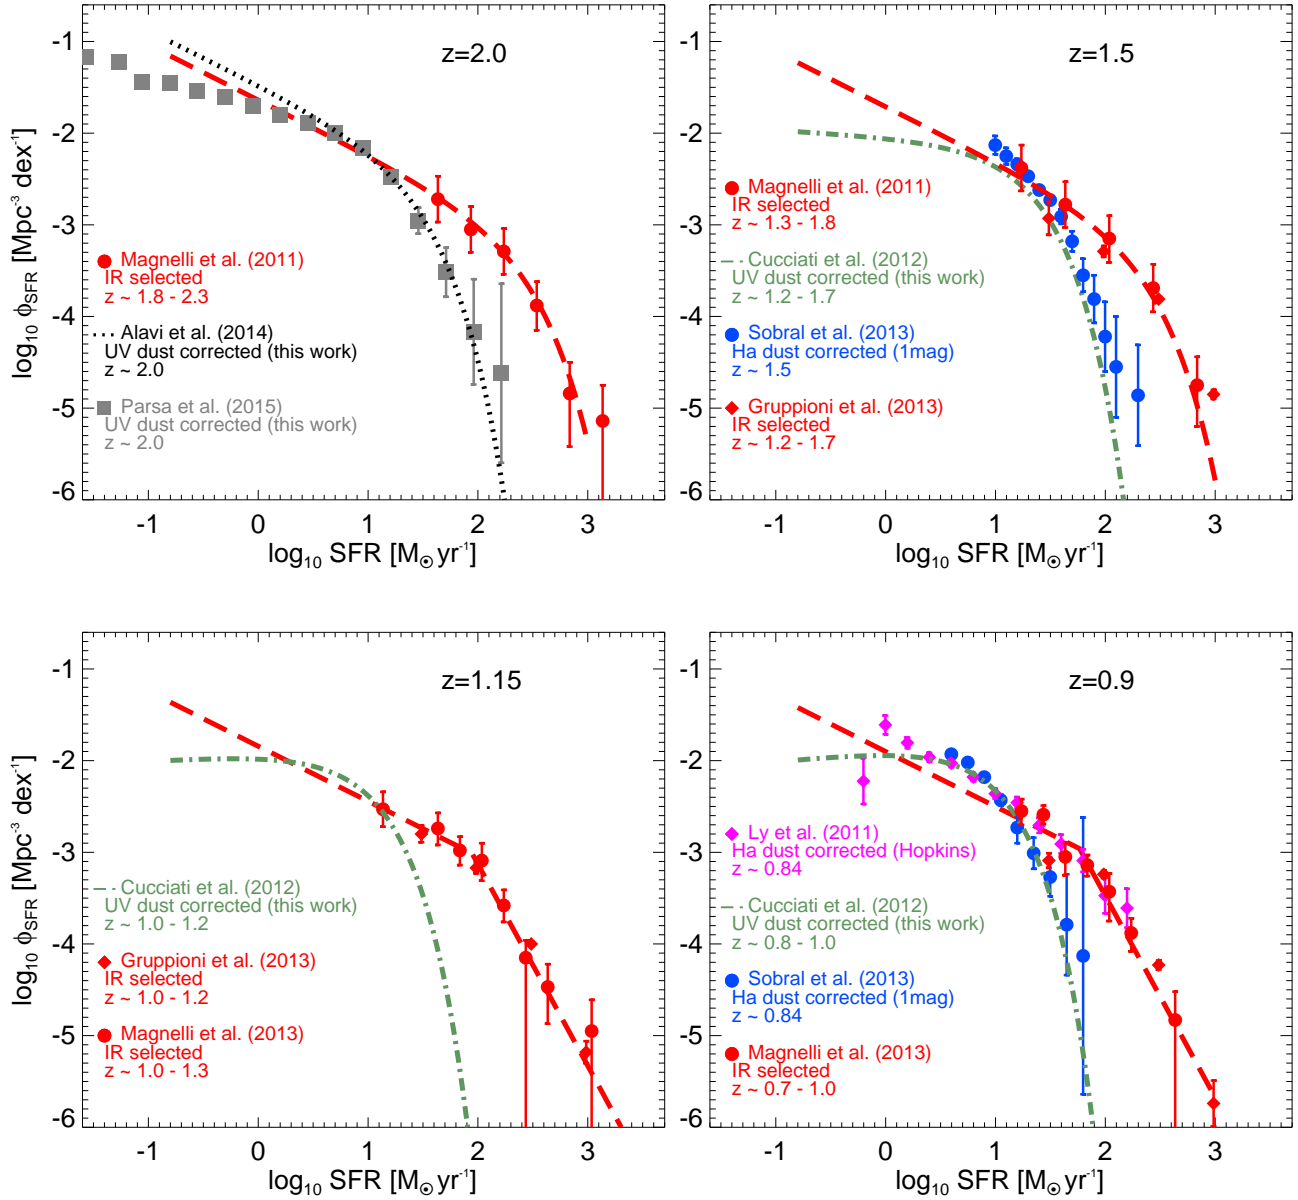 z=2.0
-1
-2
-3
-4
-5
-6
log10 ϕSFR [Mpc-3 dex-1]
Magnelli et al. (2011)
IR selected
z ~ 1.8 - 2.3
Alavi et al. (2014)
UV dust corrected (this work)
z ~ 2.0
Parsa et al. (2015)
UV dust corrected (this work)
z ~ 2.0
-1 0 1 2 3
log10 SFR [M⊙ yr-1]
z=1.5
-1
-2
-3
-4
-5
-6
Magnelli et al. (2011)
IR selected
z ~ 1.3 - 1.8
Cucciati et al. (2012)
UV dust corrected (this work)
z ~ 1.2 - 1.7
Sobral et al. (2013)
Ha dust corrected (1mag)
z ~ 1.5
Gruppioni et al. (2013)
IR selected
z ~ 1.2 - 1.7
-1 0 1 2 3
log10 SFR [M⊙ yr-1]
z=1.15
-1
-2
-3
-4
-5
-6
log10 ϕSFR [Mpc-3 dex-1]
Cucciati et al. (2012)
UV dust corrected (this work)
z ~ 1.0 - 1.2
Gruppioni et al. (2013)
IR selected
z ~ 1.0 - 1.2
Magnelli et al. (2013)
IR selected
z ~ 1.0 - 1.3
-1 0 1 2 3
log10 SFR [M⊙ yr-1]
z=0.9
-1
-2
-3
-4
-5
-6
Ly et al. (2011)
Ha dust corrected (Hopkins)
z ~ 0.84
Cucciati et al. (2012)
UV dust corrected (this work)
z ~ 0.8 - 1.0
Sobral et al. (2013)
Ha dust corrected (1mag)
z ~ 0.84
Magnelli et al. (2013)
IR selected
z ~ 0.7 - 1.0
-1 0 1 2 3
log10 SFR [M⊙ yr-1]